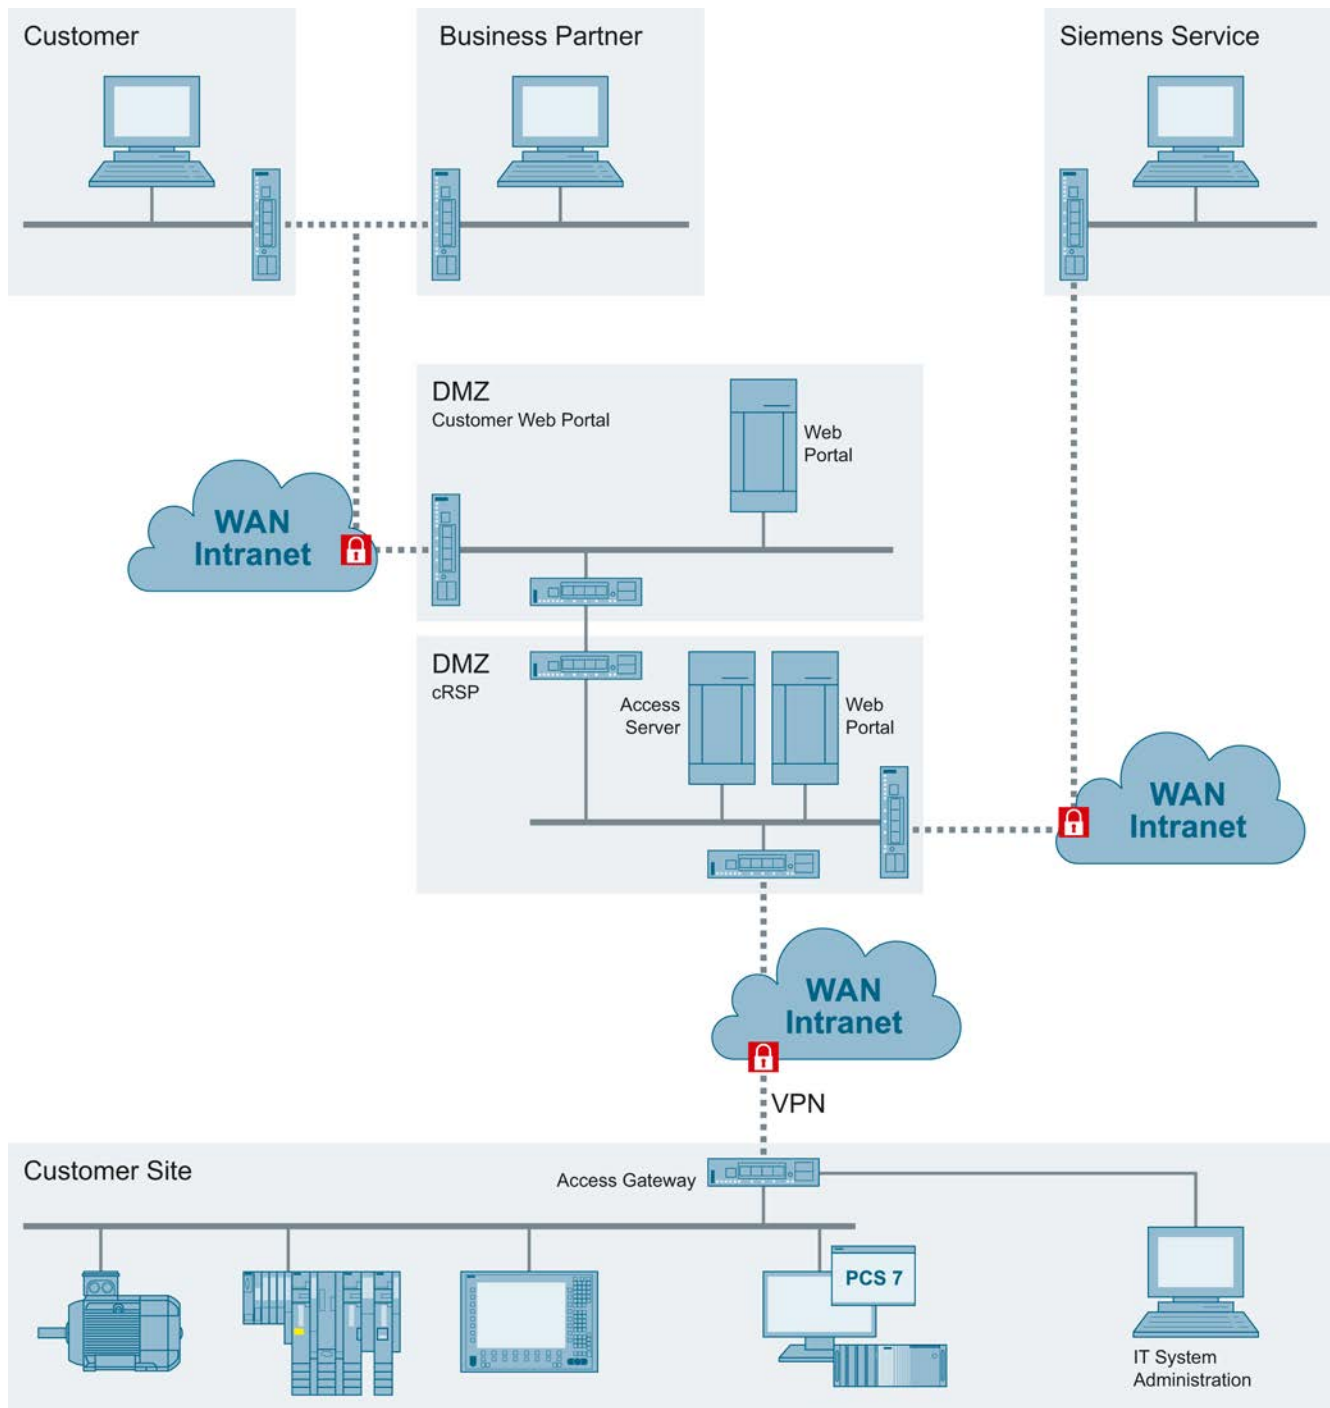 Customer
Business Partner
Siemens Service
DMZ
Customer Web Portal
Web
Portal
WAN
Intranet
DMZ
cRSP
Access
Server
Web
Portal
WAN
Intranet
WAN
Intranet
VPN
Customer Site
Access Gateway
PCS 7
IT System
Administration